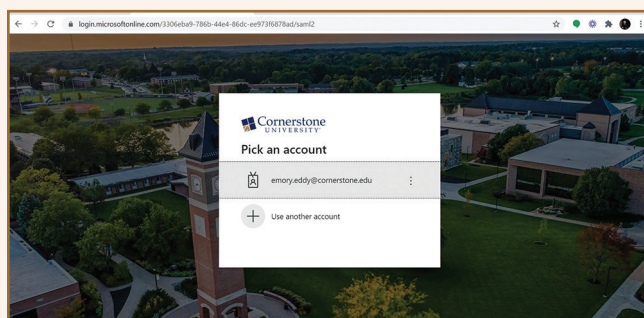 login.microsoftonline.com/3306eba9-786b-44e4-86dc-ee973f6878ad/saml2
Cornerstone
UNIVERSITY
Pick an account
emory.eddy@cornerstone.edu
Use another account